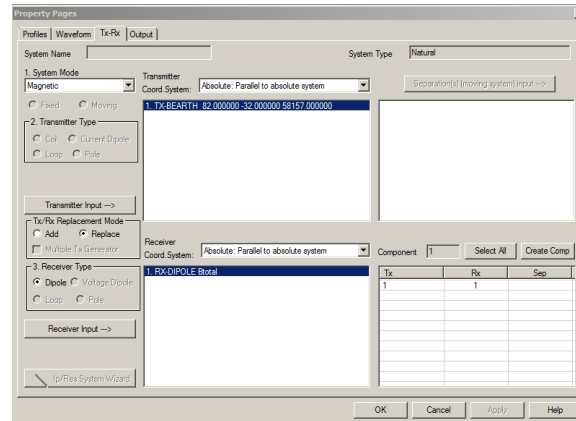 Property Pages
Profiles Waveform Tx-Rx Output
System Name
System Type Natural
1. System Mode
Magnetic
Fixed Moving
2. Transmitter Type
Coil Current Dipole
Loop Pole
Transmitter Input --->
Tx/Rx Replacement Mode
Add Replace
Multiple Tx Generator
3. Receiver Type
Dipole Voltage Dipole
Loop Pole
Receiver Input --->
Ip/Res System Wizard
Transmitter
Coord.System: Absolute: Parallel to absolute system
1. TX-BEARTH 82.000000 -32.000000 58157.000000
Separation(s) (moving system) input --->
Receiver
Coord.System: Absolute: Parallel to absolute system
1. RX-DIPOLE Btotal
Component 1 Select All Create Comp
Tx Rx Sep
1 1
OK Cancel Apply Help